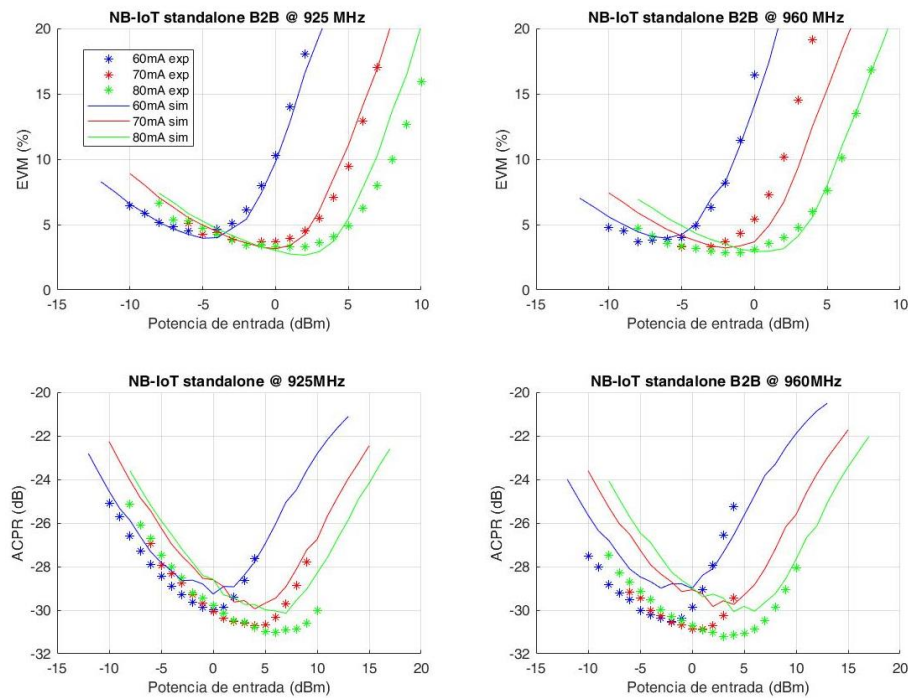 NB-IoT standalone B2B @ 925 MHz
20
15
10
5
0
EVM (%)
60mA exp
70mA exp
80mA exp
60mA sim
70mA sim
80mA sim
-15 -10 -5 0 5 10
Potencia de entrada (dBm)
NB-IoT standalone B2B @ 960 MHz
20
15
10
5
0
EVM (%)
-15 -10 -5 0 5 10
Potencia de entrada (dBm)
NB-IoT standalone @ 925MHz
-20
-22
-24
-26
-28
-30
-32
ACPR (dB)
-15 -10 -5 0 5 10 15 20
Potencia de entrada (dBm)
NB-IoT standalone B2B @ 960MHz
-20
-22
-24
-26
-28
-30
-32
ACPR (dB)
-15 -10 -5 0 5 10 15 20
Potencia de entrada (dBm)